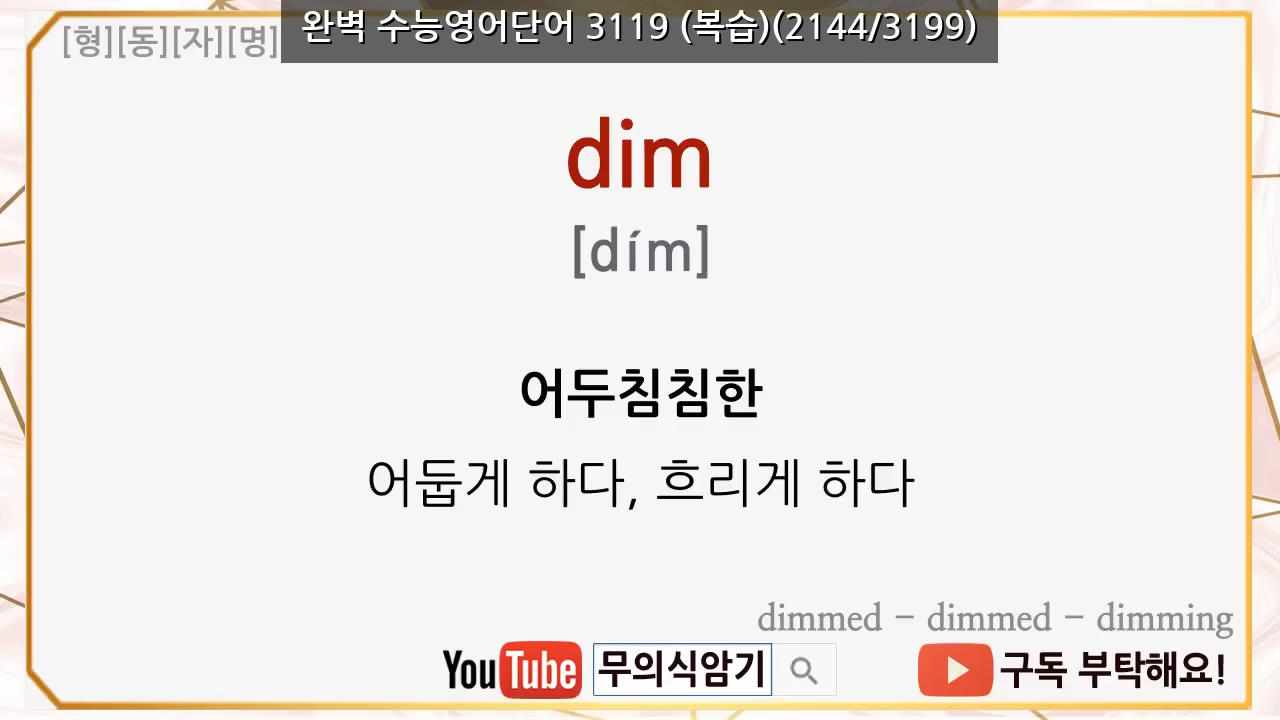 완벽 수능영어단어 3119 (복습)(2144/3199)
[형][동][자][명]
dim
[dím]
어두침침한
어둡게 하다, 흐리게 하다
dimmed - dimmed - dimming
YouTube 무의식암기 구독 부탁해요!